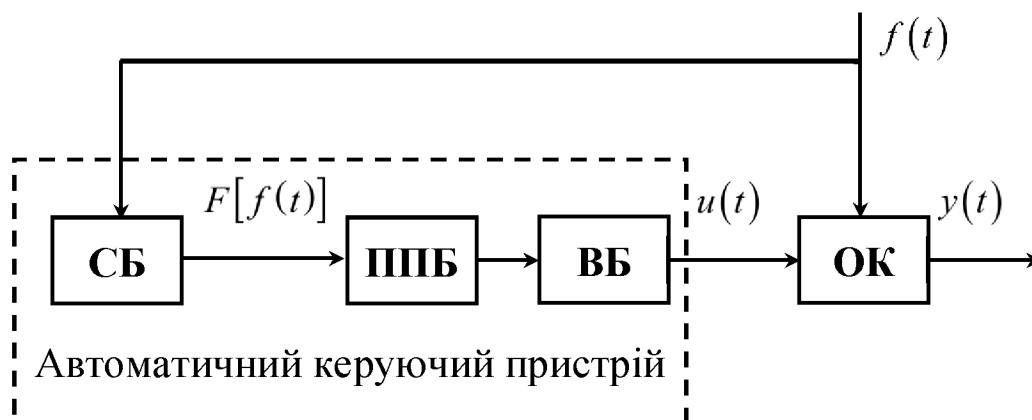 f(t)
F[f(t)]
u(t)
y(t)
СБ
ППБ
ВБ
ОК
Автоматичний керуючий пристрій